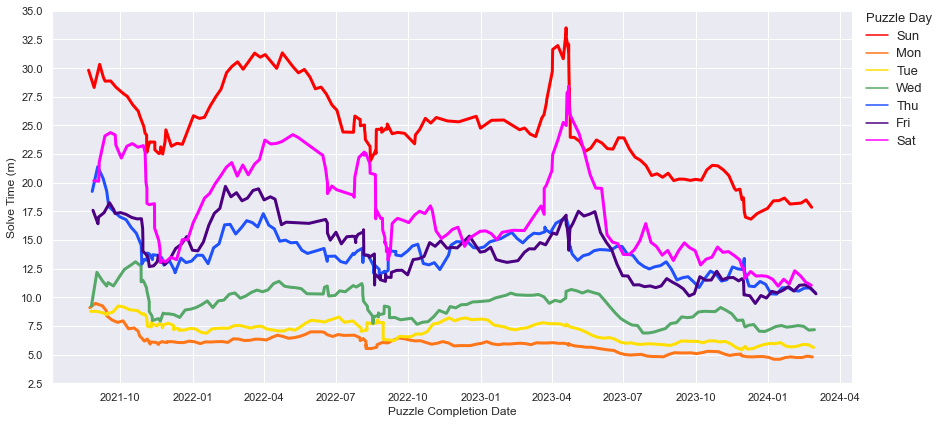 Puzzle Day
Sun
Mon
Tue
Wed
Thu
Fri
Sat
Solve Time (m)
35.0
32.5
30.0
27.5
25.0
22.5
20.0
17.5
15.0
12.5
10.0
7.5
5.0
2.5
2021-10 2022-01 2022-04 2022-07 2022-10 2023-01 2023-04 2023-07 2023-10 2024-01 2024-04
Puzzle Completion Date